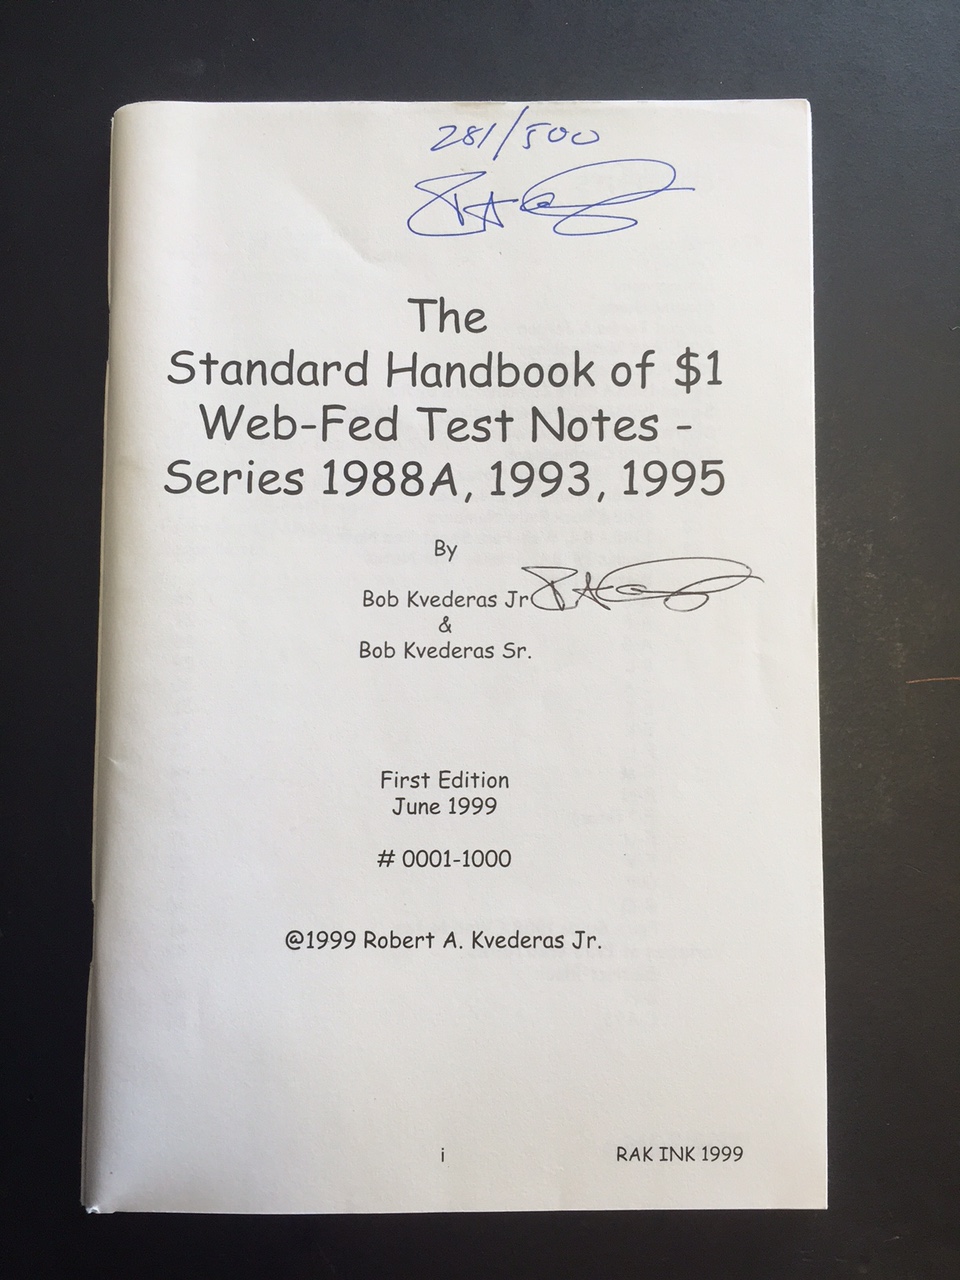 281/500
The
Standard Handbook of $1
Web-Fed Test Notes -
Series 1988A, 1993, 1995
By
Bob Kvederas Jr
&
Bob Kvederas Sr.
First Edition
June 1999
# 0001-1000
@1999 Robert A. Kvederas Jr.
i
RAK INK 1999